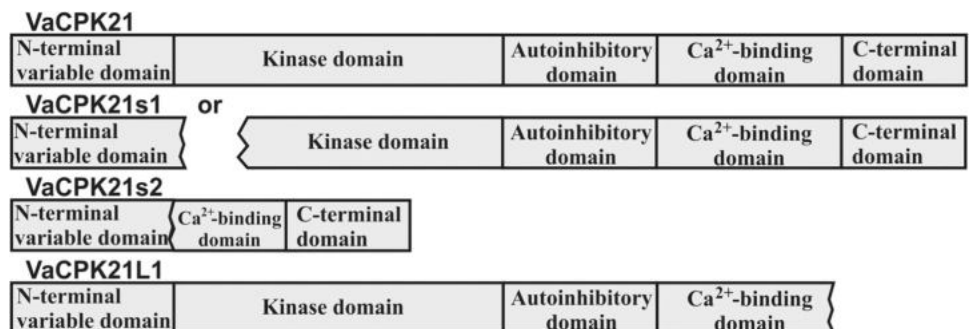 VaCPK21
N-terminal variable domain
Kinase domain
Autoinhibitory domain
Ca²⁺-binding domain
C-terminal domain
VaCPK21s1 or
N-terminal variable domain
Kinase domain
Autoinhibitory domain
Ca²⁺-binding domain
C-terminal domain
VaCPK21s2
N-terminal variable domain
Ca²⁺-binding domain
C-terminal domain
VaCPK21L1
N-terminal variable domain
Kinase domain
Autoinhibitory domain
Ca²⁺-binding domain